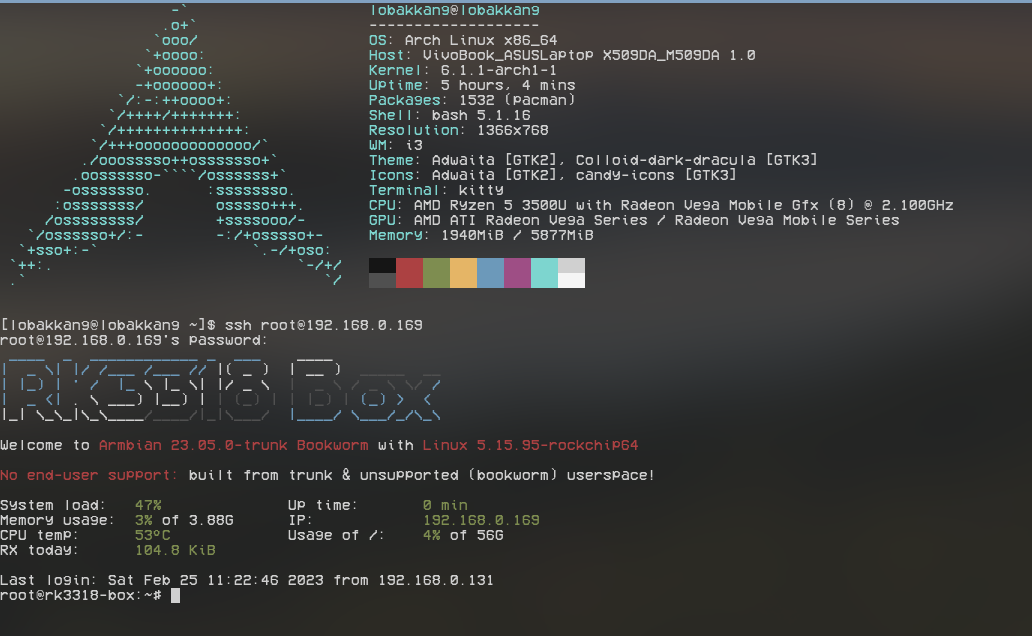 lobakkang@lobakkang
-------------------
OS: Arch Linux x86_64
Host: VivoBook_ASUSLaptop X509DA_M509DA 1.0
Kernel: 6.1.1-arch1-1
Uptime: 5 hours, 4 mins
Packages: 1532 (pacman)
Shell: bash 5.1.16
Resolution: 1366x768
WM: i3
Theme: Adwaita [GTK2], Colloid-dark-dracula [GTK3]
Icons: Adwaita [GTK2], candy-icons [GTK3]
Terminal: kitty
CPU: AMD Ryzen 5 3500U with Radeon Vega Mobile Gfx (8) @ 2.100GHz
GPU: AMD ATI Radeon Vega Series / Radeon Vega Mobile Series
Memory: 1940MiB / 5877MiB
[lobakkang@lobakkang ~]$ ssh root@192.168.0.169
root@192.168.0.169's password:
RK3318 Box
Welcome to Armbian 23.05.0-trunk Bookworm with Linux 5.15.95-rockchip64
No end-user support: built from trunk & unsupported (bookworm) userspace!
System load: 47% Up time: 0 min
Memory usage: 3% of 3.88G IP: 192.168.0.169
CPU temp: 53°C Usage of /: 4% of 56G
RX today: 104.8 KiB
Last login: Sat Feb 25 11:22:46 2023 from 192.168.0.131
root@rk3318-box:~#